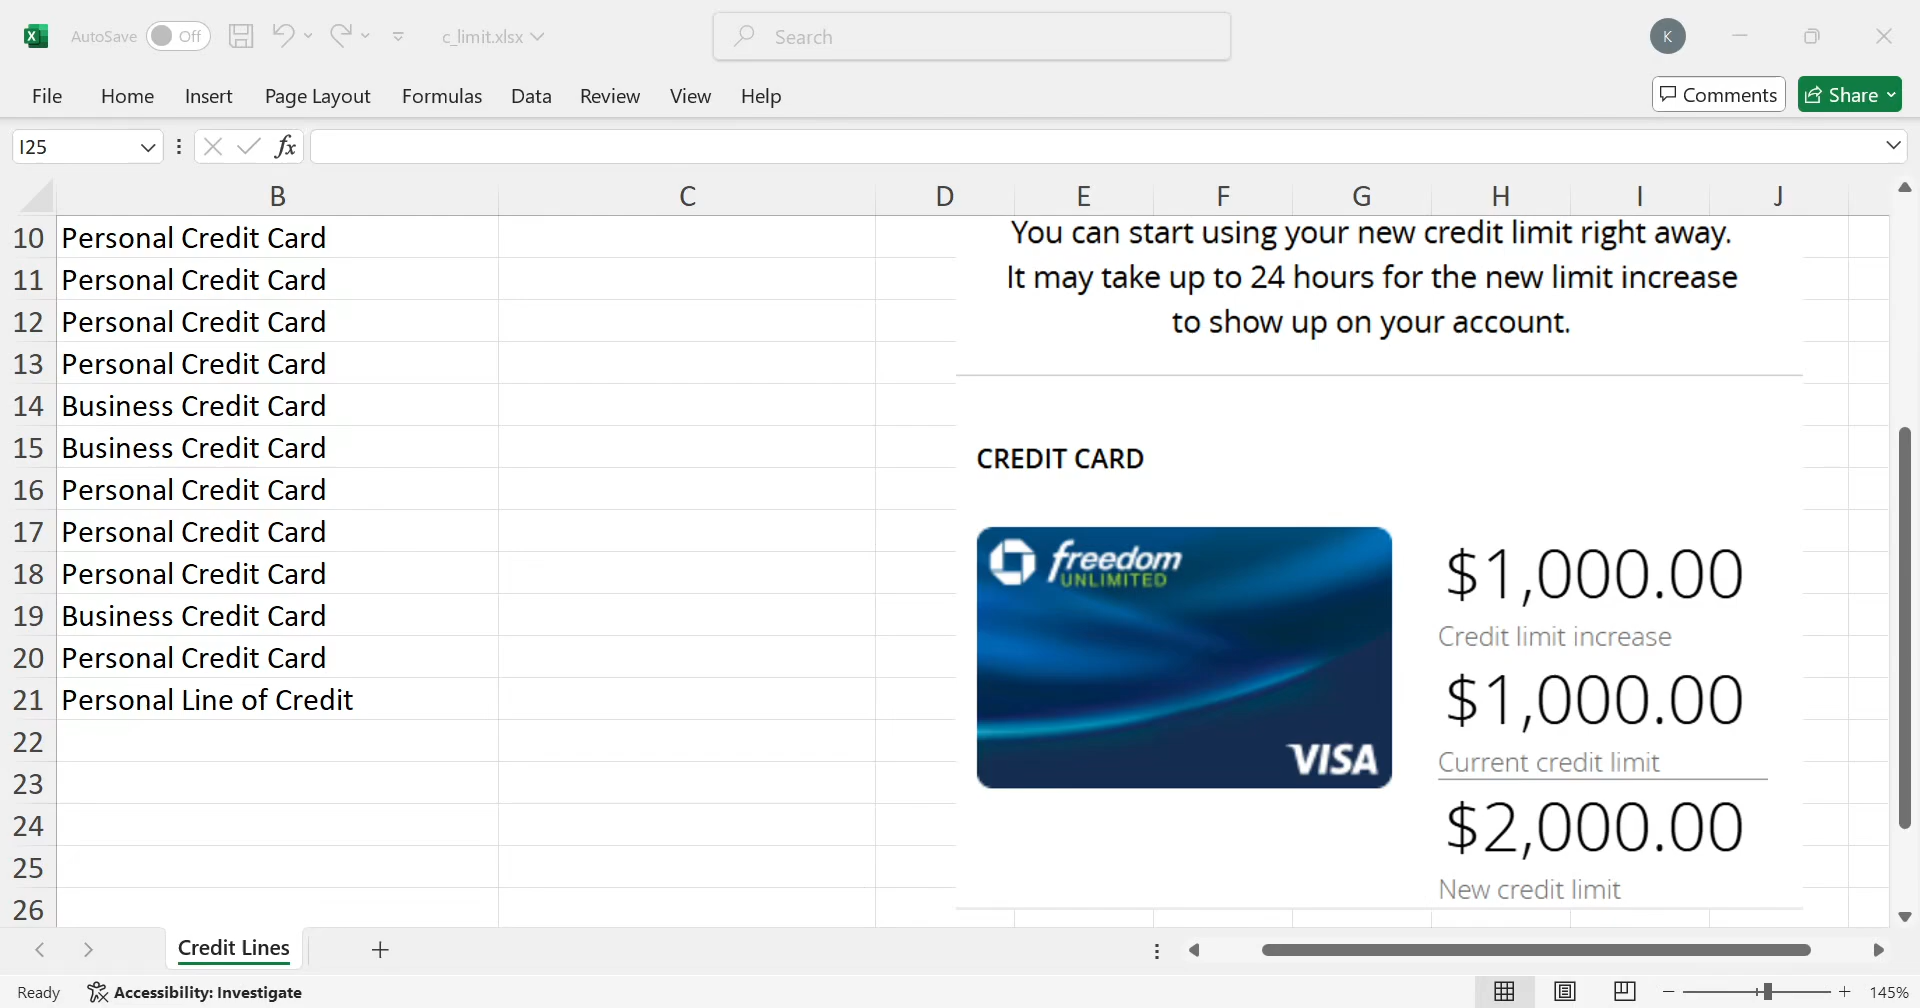 AutoSave Off c_limit.xlsx Search K
File Home Insert Page Layout Formulas Data Review View Help Comments Share
I25 fx
B C D E F G H I J
10 Personal Credit Card
11 Personal Credit Card
12 Personal Credit Card
13 Personal Credit Card
14 Business Credit Card
15 Business Credit Card
16 Personal Credit Card
17 Personal Credit Card
18 Personal Credit Card
19 Business Credit Card
20 Personal Credit Card
21 Personal Line of Credit
22
23
24
25
26
You can start using your new credit limit right away.
It may take up to 24 hours for the new limit increase
to show up on your account.
CREDIT CARD
freedom
UNLIMITED
VISA
$1,000.00
Credit limit increase
$1,000.00
Current credit limit
$2,000.00
New credit limit
Credit Lines
Ready Accessibility: Investigate 145%